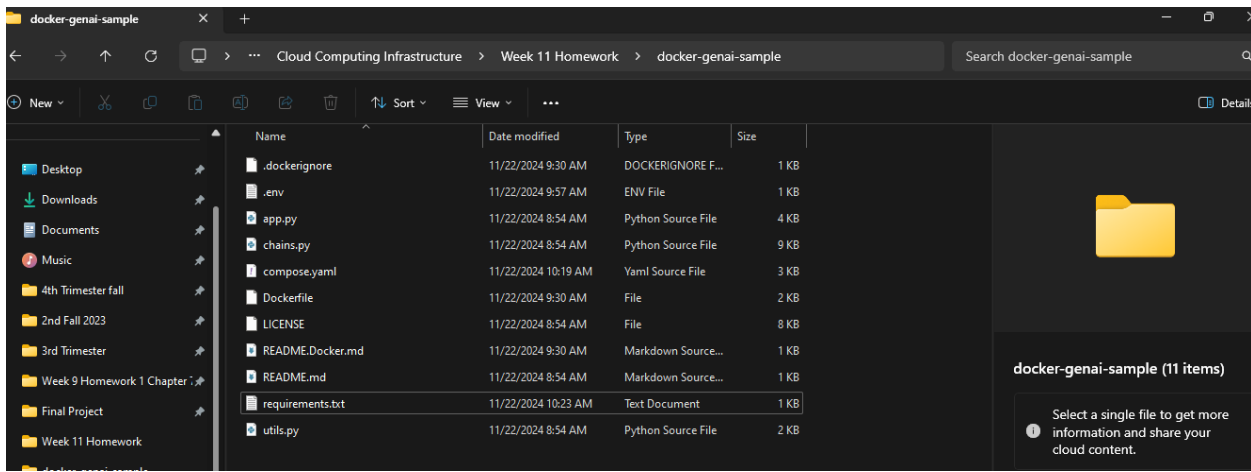 docker-genai-sample
Cloud Computing Infrastructure > Week 11 Homework > docker-genai-sample
Search docker-genai-sample
New
Sort
View
Details
Name Date modified Type Size
Desktop
Downloads
Documents
Music
4th Trimester fall
2nd Fall 2023
3rd Trimester
Week 9 Homework 1 Chapter
Final Project
Week 11 Homework
docker-genai-sample
.dockerignore 11/22/2024 9:30 AM DOCKERIGNORE F... 1 KB
.env 11/22/2024 9:57 AM ENV File 1 KB
app.py 11/22/2024 8:54 AM Python Source File 4 KB
chains.py 11/22/2024 8:54 AM Python Source File 9 KB
compose.yaml 11/22/2024 10:19 AM Yaml Source File 3 KB
Dockerfile 11/22/2024 9:30 AM File 2 KB
LICENSE 11/22/2024 8:54 AM File 8 KB
README.Docker.md 11/22/2024 9:30 AM Markdown Source... 1 KB
README.md 11/22/2024 8:54 AM Markdown Source... 1 KB
requirements.txt 11/22/2024 10:23 AM Text Document 1 KB
utils.py 11/22/2024 8:54 AM Python Source File 2 KB
docker-genai-sample (11 items)
Select a single file to get more
information and share your
cloud content.